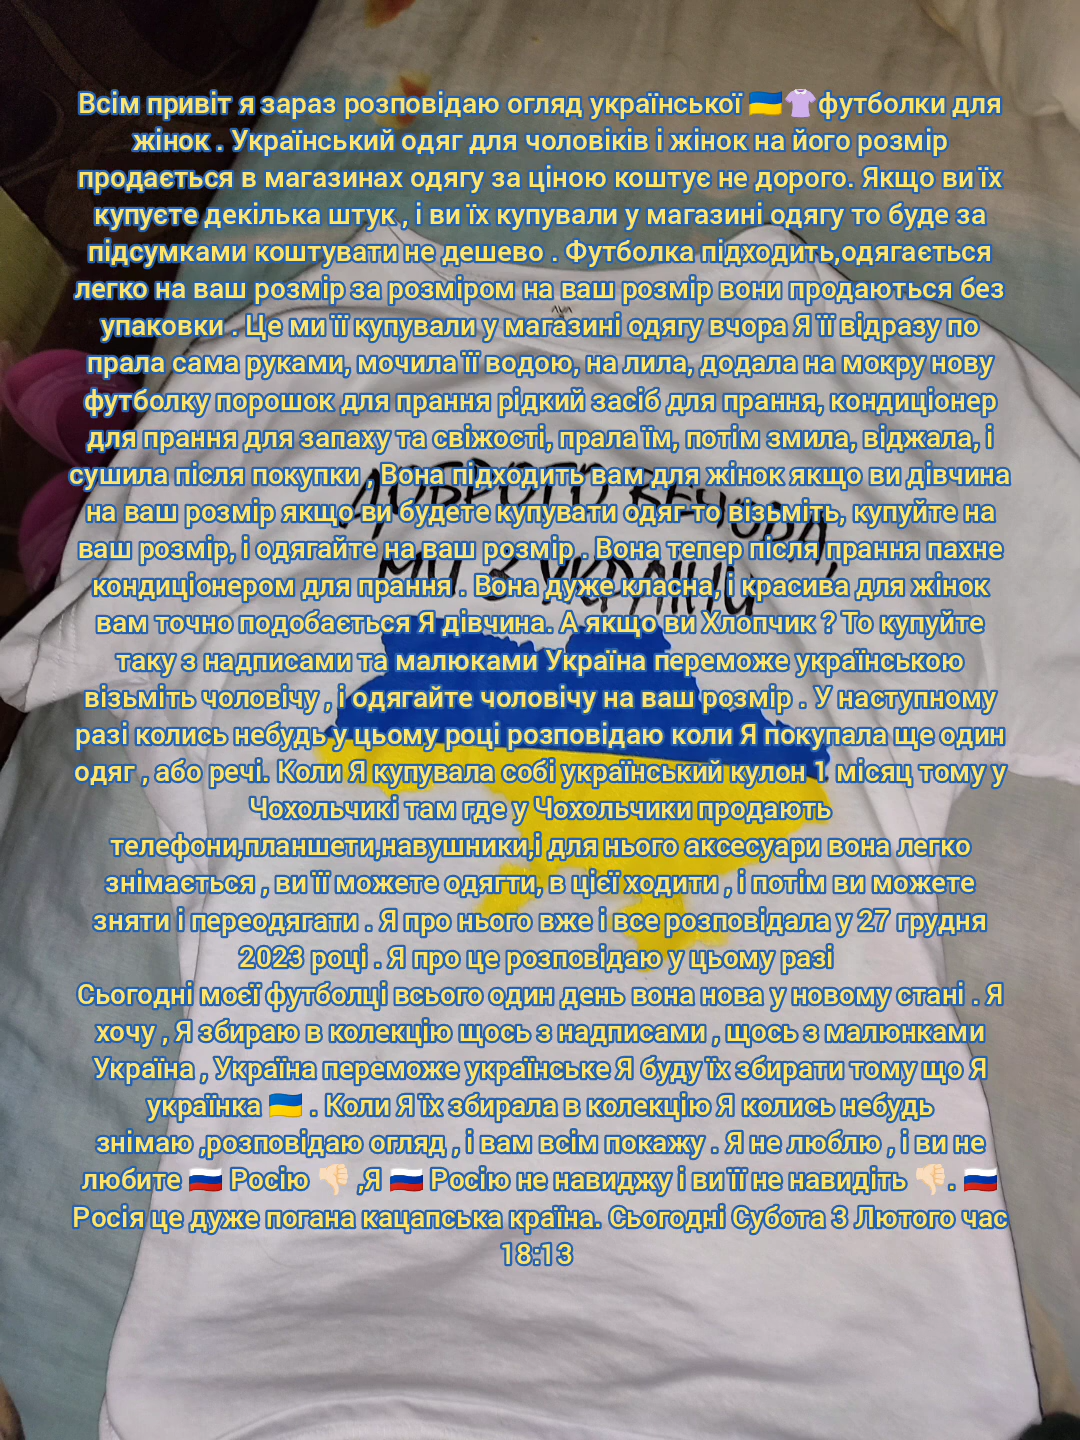 Всім привіт я зараз розповідаю огляд української 🇺🇦👚футболки для
жінок . Український одяг для чоловіків і жінок на його розмір
продається в магазинах одягу за ціною коштує не дорого. Якщо ви їх
купуєте декілька штук , і ви їх купували у магазині одягу то буде за
підсумками коштувати не дешево . Футболка підходить,одягається
легко на ваш розмір за розміром на ваш розмір вони продаються без
упаковки . Це ми її купували у магазині одягу вчора Я її відразу по
прала сама руками, мочила її водою, на лила, додала на мокру нову
футболку порошок для прання рідкий засіб для прання, кондиціонер
для прання для запаху та свіжості, прала їм, потім змила, віджала, і
сушила після покупки , Вона підходить вам для жінок якщо ви дівчина
на ваш розмір якщо ви будете купувати одяг то візьміть, купуйте на
ваш розмір, і одягайте на ваш розмір . Вона тепер після прання пахне
кондиціонером для прання . Вона дуже класна, і красива для жінок
вам точно подобається Я дівчина. А якщо ви Хлопчик ? То купуйте
таку з надписами та малюками Україна переможе українською
візьміть чоловічу , і одягайте чоловічу на ваш розмір . У наступному
разі колись небудь у цьому році розповідаю коли Я покупала ще один
одяг , або речі. Коли Я купувала собі український кулон 1 місяц тому у
Чохольчикі там где у Чохольчики продають
телефони,планшети,навушники,і для нього аксесуари вона легко
знімається , ви її можете одягти, в цієї ходити , і потім ви можете
зняти і переодягати . Я про нього вже і все розповідала у 27 грудня
2023 році . Я про це розповідаю у цьому разі
Сьогодні моєї футболці всього один день вона нова у новому стані . Я
хочу , Я збираю в колекцію щось з надписами , щось з малюнками
Україна , Україна переможе українське Я буду їх збирати тому що Я
українка 🇺🇦 . Коли Я їх збирала в колекцію Я колись небудь
знімаю ,розповідаю огляд , і вам всім покажу . Я не люблю , і ви не
любите 🇷🇺 Росію 👎🏻 ,Я 🇷🇺 Росію не навиджу і ви її не навидіть 👎🏻. 🇷🇺
Росія це дуже погана кацапська країна. Сьогодні Субота 3 Лютого час
18:13
ДОБРОГО ВЕЧОРА,
МИ З УКРАЇНИ